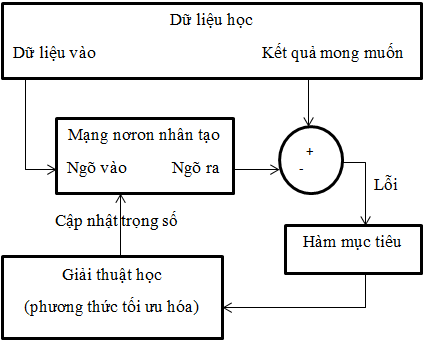 Dữ liệu học
Dữ liệu vào Kết quả mong muốn
Mạng nơron nhân tạo
Ngõ vào Ngõ ra
+
-
Lỗi
Cập nhật trọng số
Hàm mục tiêu
Giải thuật học
(phương thức tối ưu hóa)